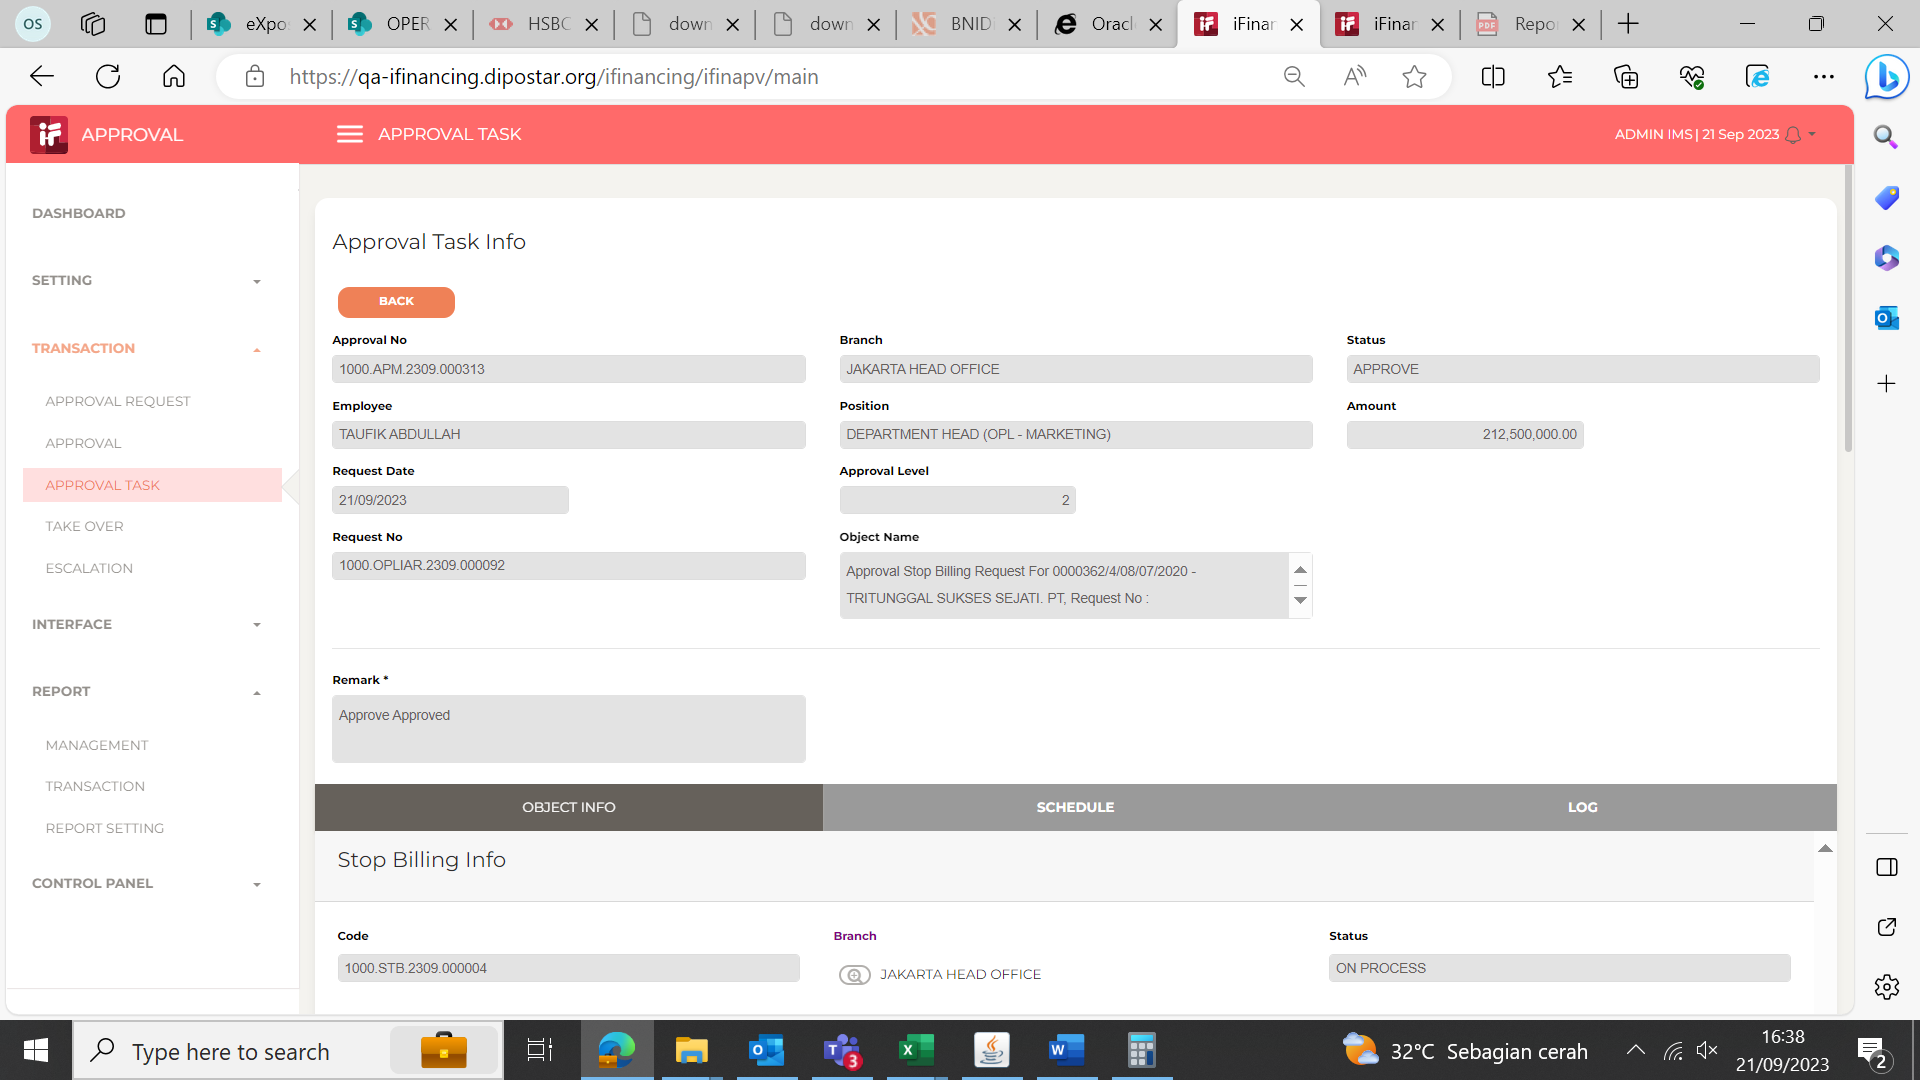 OS
eXpo
OPER
HSBC
down
down
BNID
Oracl
iFinan
iFinan
Repo
https://qa-ifinancing.dipostar.org/ifinancing/ifinapv/main
iF APPROVAL
APPROVAL TASK
ADMIN IMS | 21 Sep 2023
DASHBOARD
SETTING
TRANSACTION
APPROVAL REQUEST
APPROVAL
APPROVAL TASK
TAKE OVER
ESCALATION
INTERFACE
REPORT
MANAGEMENT
TRANSACTION
REPORT SETTING
CONTROL PANEL
Approval Task Info
BACK
Approval No
Branch
Status
1000.APM.2309.000313
JAKARTA HEAD OFFICE
APPROVE
Employee
Position
Amount
TAUFIK ABDULLAH
DEPARTMENT HEAD (OPL - MARKETING)
212,500,000.00
Request Date
Approval Level
21/09/2023
2
Request No
Object Name
1000.OPLIAR.2309.000092
Approval Stop Billing Request For 0000362/4/08/07/2020 -
TRITUNGGAL SUKSES SEJATI. PT, Request No :
Remark *
Approve Approved
OBJECT INFO
SCHEDULE
LOG
Stop Billing Info
Code
Branch
Status
1000.STB.2309.000004
JAKARTA HEAD OFFICE
ON PROCESS
Type here to search
3
32°C Sebagian cerah
16:38
21/09/2023
2